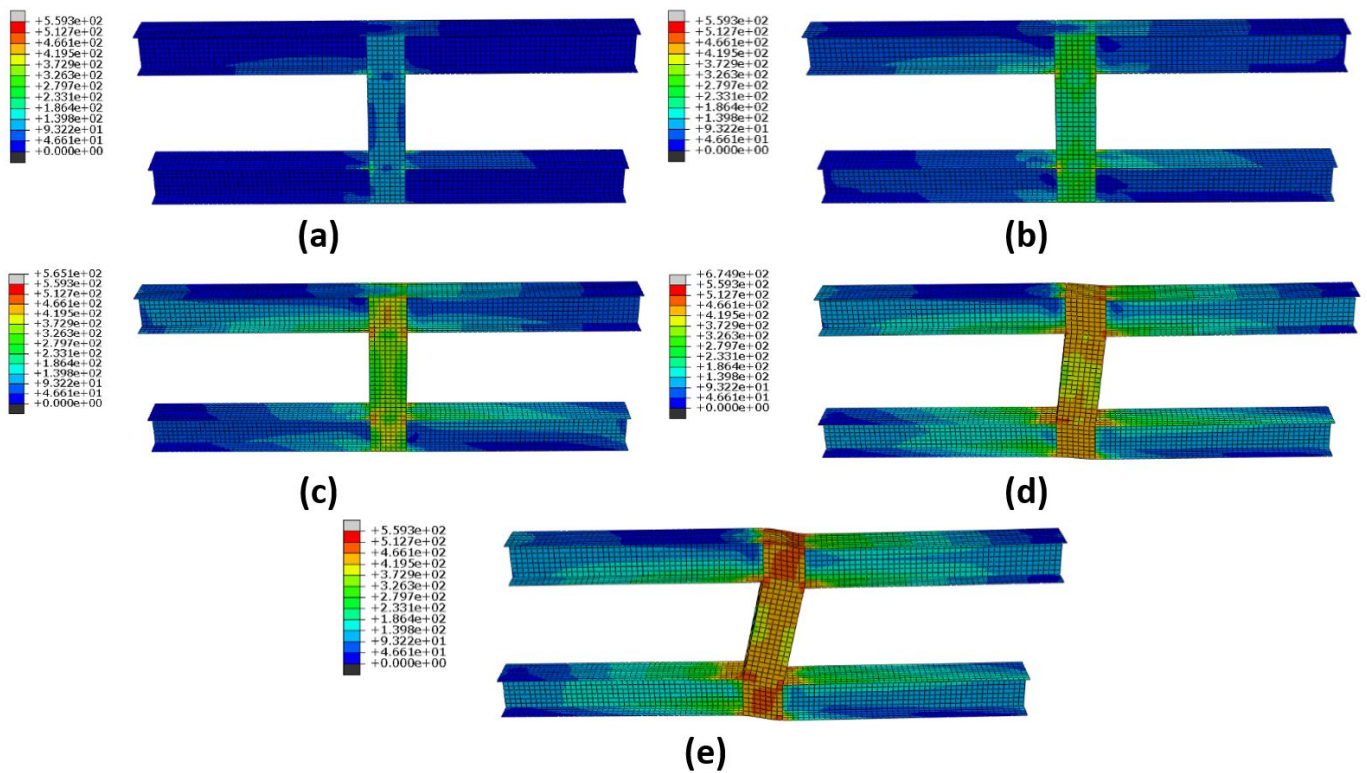 +5.593e+02
+5.127e+02
+4.661e+02
+4.195e+02
+3.729e+02
+3.263e+02
+2.797e+02
+2.331e+02
+1.864e+02
+1.398e+02
+9.322e+01
+4.661e+01
+0.000e+00
(a)
+5.593e+02
+5.127e+02
+4.661e+02
+4.195e+02
+3.729e+02
+3.263e+02
+2.797e+02
+2.331e+02
+1.864e+02
+1.398e+02
+9.322e+01
+4.661e+01
+0.000e+00
(b)
+5.651e+02
+5.593e+02
+5.127e+02
+4.661e+02
+4.195e+02
+3.729e+02
+3.263e+02
+2.797e+02
+2.331e+02
+1.864e+02
+1.398e+02
+9.322e+01
+4.661e+01
+0.000e+00
(c)
+6.749e+02
+5.593e+02
+5.127e+02
+4.661e+02
+4.195e+02
+3.729e+02
+3.263e+02
+2.797e+02
+2.331e+02
+1.864e+02
+1.398e+02
+9.322e+01
+4.661e+01
+0.000e+00
(d)
+5.593e+02
+5.127e+02
+4.661e+02
+4.195e+02
+3.729e+02
+3.263e+02
+2.797e+02
+2.331e+02
+1.864e+02
+1.398e+02
+9.322e+01
+4.661e+01
+0.000e+00
(e)